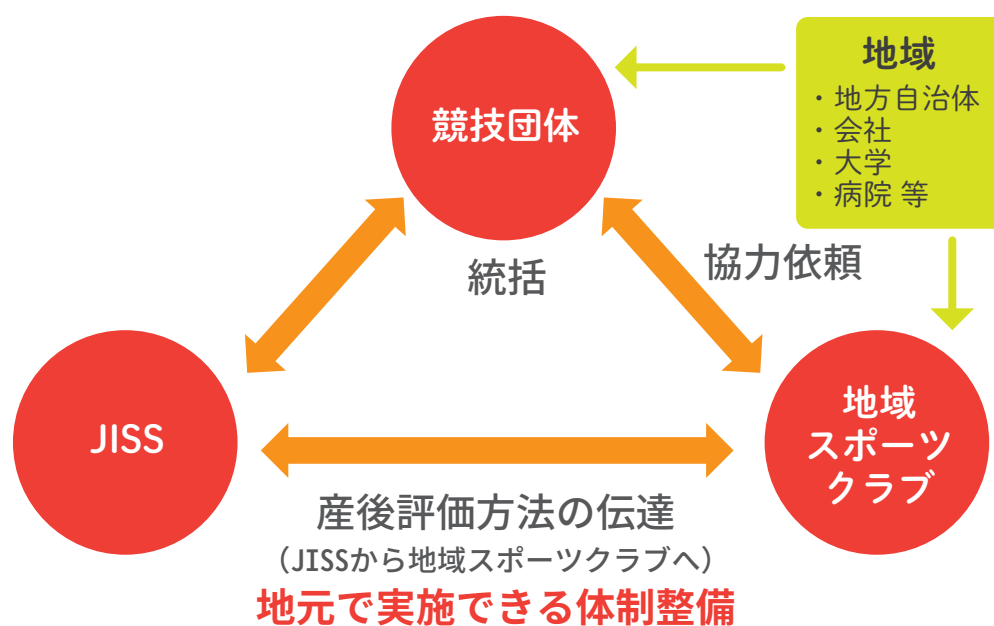 競技団体
地域
・地方自治体
・会社
・大学
・病院 等
統括
協力依頼
JISS
地域
スポーツ
クラブ
産後評価方法の伝達
（JISSから地域スポーツクラブへ）
地元で実施できる体制整備